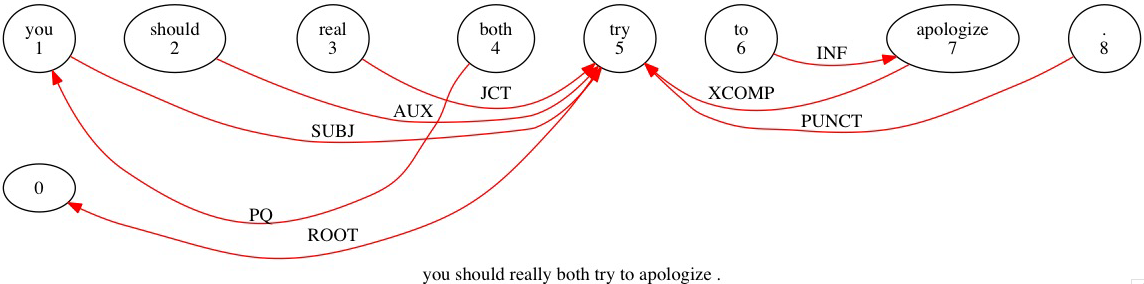 you should real both try to apologize .
1 2 3 4 5 6 7 8
INF
JCT XCOMP
AUX PUNCT
SUBJ
0
PQ
ROOT
you should really both try to apologize .